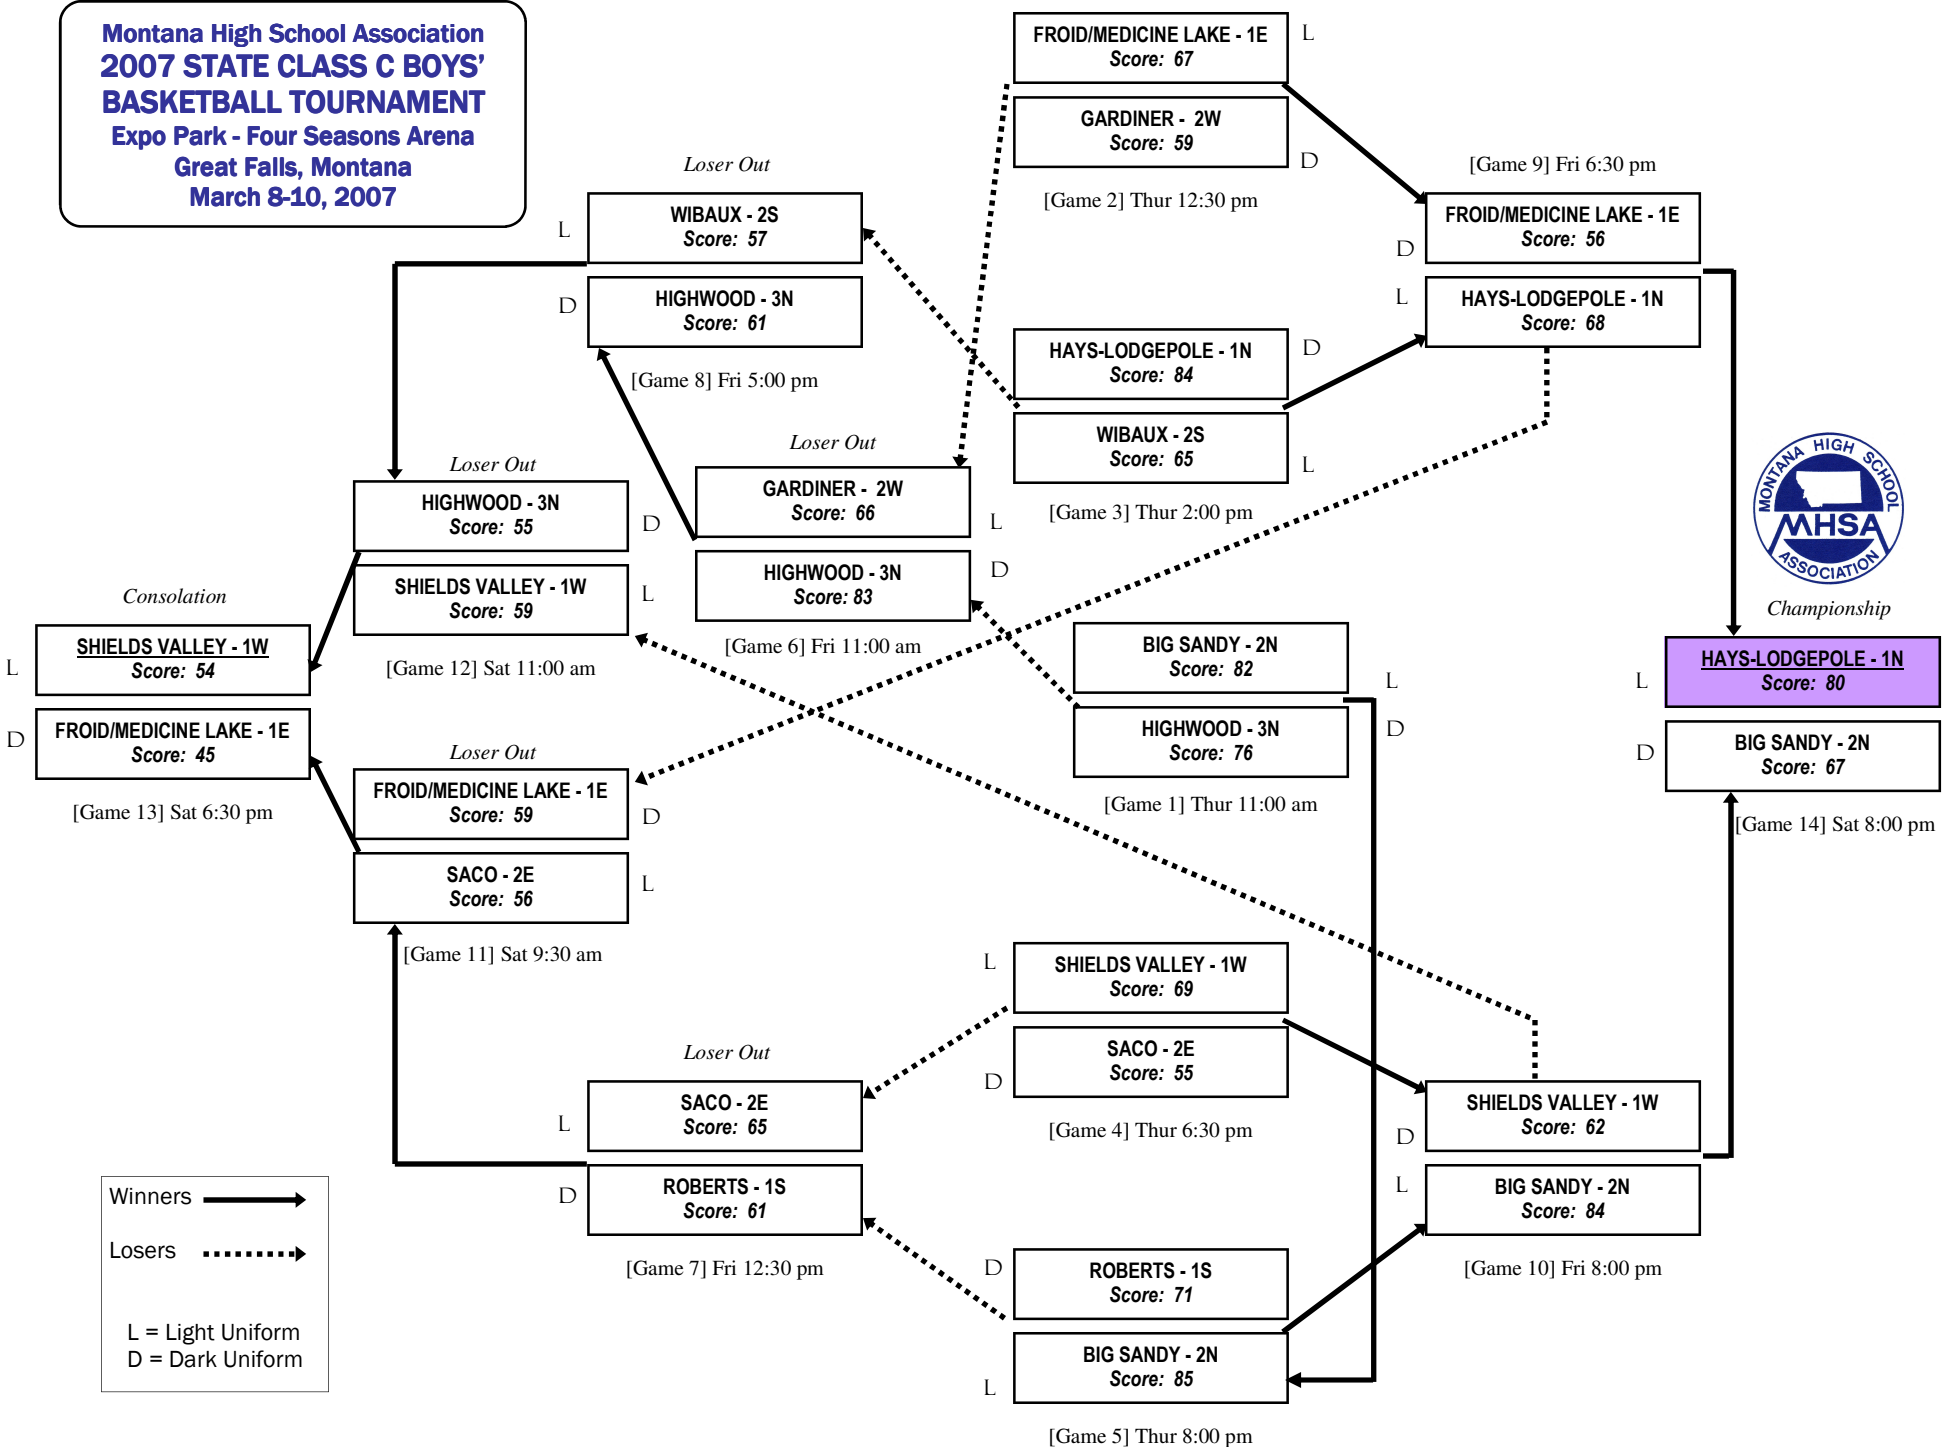 Montana High School Association
2007 STATE CLASS C BOYS'
BASKETBALL TOURNAMENT
Expo Park - Four Seasons Arena
Great Falls, Montana
March 8-10, 2007
FROID/MEDICINE LAKE - 1E
Score: 67
L
GARDINER - 2W
Score: 59
D
[Game 2] Thur 12:30 pm
Loser Out
WIBAUX - 2S
Score: 57
L
HIGHWOOD - 3N
Score: 61
D
[Game 8] Fri 5:00 pm
[Game 9] Fri 6:30 pm
FROID/MEDICINE LAKE - 1E
Score: 56
D
HAYS-LODGEPOLE - 1N
Score: 68
L
HAYS-LODGEPOLE - 1N
Score: 84
D
WIBAUX - 2S
Score: 65
L
[Game 3] Thur 2:00 pm
Loser Out
GARDINER - 2W
Score: 66
L
HIGHWOOD - 3N
Score: 83
D
[Game 6] Fri 11:00 am
Loser Out
HIGHWOOD - 3N
Score: 55
D
SHIELDS VALLEY - 1W
Score: 59
L
[Game 12] Sat 11:00 am
Consolation
SHIELDS VALLEY - 1W
Score: 54
L
FROID/MEDICINE LAKE - 1E
Score: 45
D
[Game 13] Sat 6:30 pm
Loser Out
FROID/MEDICINE LAKE - 1E
Score: 59
D
SACO - 2E
Score: 56
L
[Game 11] Sat 9:30 am
BIG SANDY - 2N
Score: 82
L
HIGHWOOD - 3N
Score: 76
D
[Game 1] Thur 11:00 am
MONTANA HIGH SCHOOL
MHSA
ASSOCIATION
Championship
HAYS-LODGEPOLE - 1N
Score: 80
L
BIG SANDY - 2N
Score: 67
D
[Game 14] Sat 8:00 pm
SHIELDS VALLEY - 1W
Score: 69
L
SACO - 2E
Score: 55
D
[Game 4] Thur 6:30 pm
Loser Out
SACO - 2E
Score: 65
L
ROBERTS - 1S
Score: 61
D
[Game 7] Fri 12:30 pm
SHIELDS VALLEY - 1W
Score: 62
D
BIG SANDY - 2N
Score: 84
L
[Game 10] Fri 8:00 pm
ROBERTS - 1S
Score: 71
D
BIG SANDY - 2N
Score: 85
L
[Game 5] Thur 8:00 pm
Winners
Losers
L = Light Uniform
D = Dark Uniform